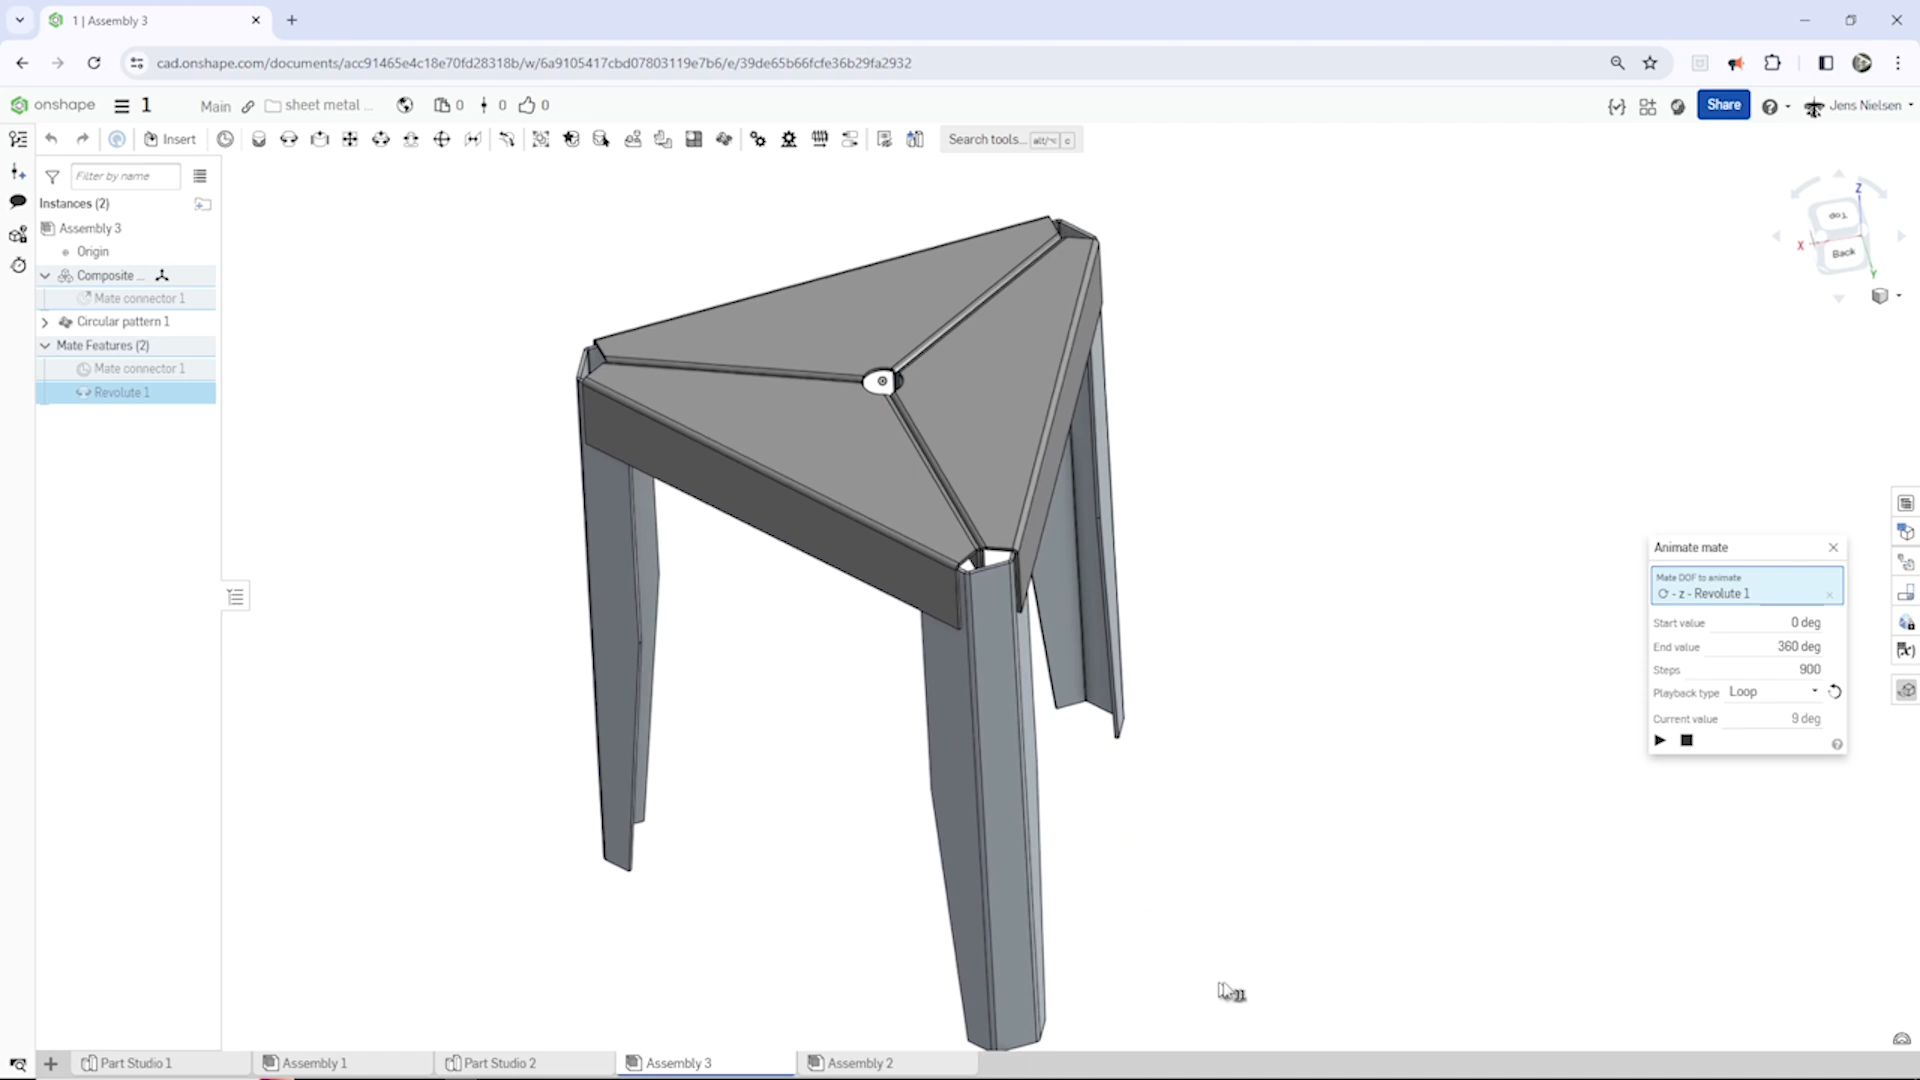 1 | Assembly 3
cad.onshape.com/documents/acc91465e4c18e70fd28318b/w/6a9105417cbd07803119e7b6/e/39de65b66fcfe36b29fa2932
onshape
1
Main
sheet metal ...
0
0
0
Share
Jens Nielsen
Insert
Search tools... alt/⌥ c
Filter by name
Instances (2)
Assembly 3
Origin
Composite ...
Mate connector 1
Circular pattern 1
Mate Features (2)
Mate connector 1
Revolute 1
Z
Top
X
Back
Y
Animate mate
Mate DOF to animate
- z - Revolute 1
Start value 0 deg
End value 360 deg
Steps 900
Playback type Loop
Current value 9 deg
Part Studio 1
Assembly 1
Part Studio 2
Assembly 3
Assembly 2